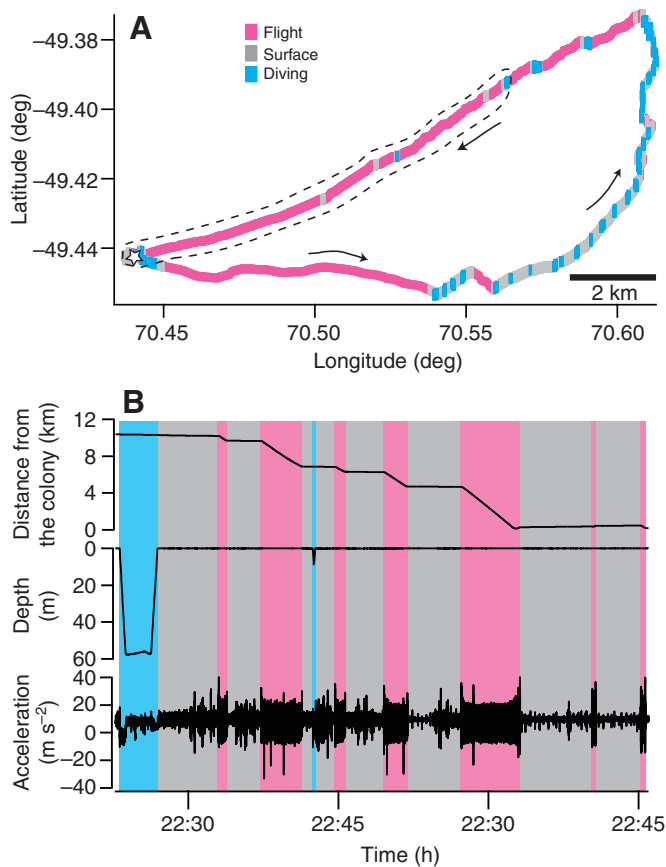 A
Flight
Surface
Diving
Latitude (deg)
−49.38
−49.40
−49.42
−49.44
2 km
70.45
70.50
70.55
70.60
Longitude (deg)
B
Distance from
the colony (km)
12
8
4
0
Depth
(m)
0
20
40
60
Acceleration
(m s−2)
40
20
0
−20
−40
22:30
22:45
22:30
22:45
Time (h)